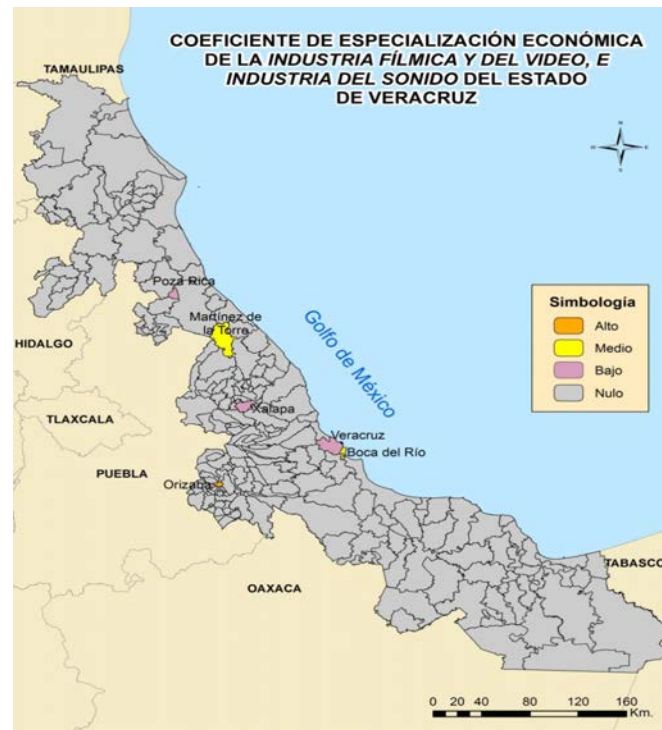 COEFICIENTE DE ESPECIALIZACIÓN ECONÓMICA
DE LA INDUSTRIA FÍLMICA Y DEL VIDEO, E
INDUSTRIA DEL SONIDO DEL ESTADO
DE VERACRUZ
TAMAULIPAS
N
W E
S
Poza Rica
Martínez de
la Torre
Golfo de México
Simbología
Alto
Medio
Bajo
Nulo
HIDALGO
TLAXCALA
Xalapa
Veracruz
Boca del Río
PUEBLA
Orizaba
OAXACA
TABASCO
0 20 40 80 120 160
Km.